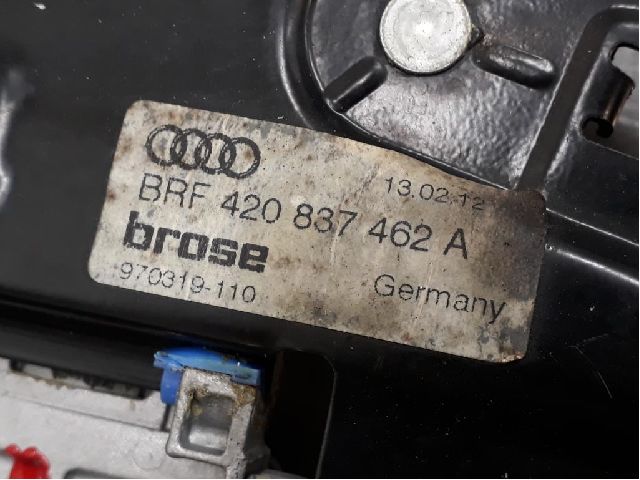 13.02.12
BRF 420 837 462 A
brose
970319-110
Germany